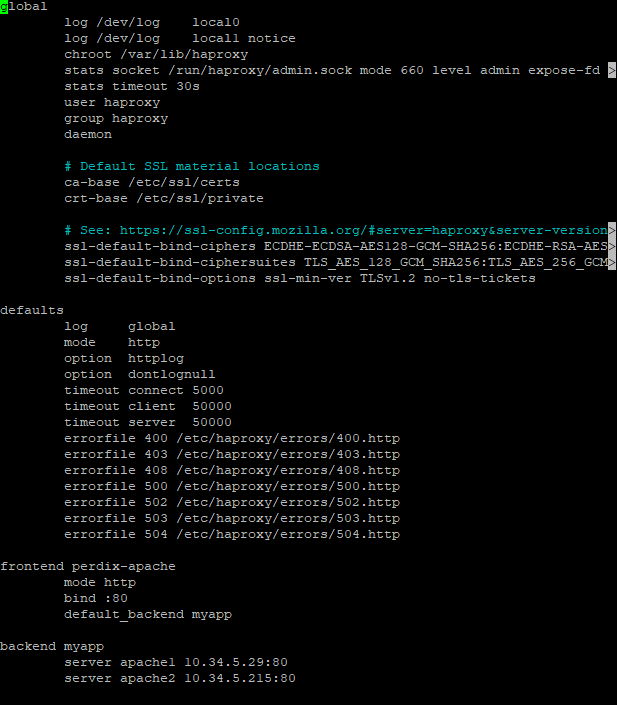 global
        log /dev/log    local0
        log /dev/log    local1 notice
        chroot /var/lib/haproxy
        stats socket /run/haproxy/admin.sock mode 660 level admin expose-fd >
        stats timeout 30s
        user haproxy
        group haproxy
        daemon

        # Default SSL material locations
        ca-base /etc/ssl/certs
        crt-base /etc/ssl/private

        # See: https://ssl-config.mozilla.org/#server=haproxy&server-version>
        ssl-default-bind-ciphers ECDHE-ECDSA-AES128-GCM-SHA256:ECDHE-RSA-AES>
        ssl-default-bind-ciphersuites TLS_AES_128_GCM_SHA256:TLS_AES_256_GCM>
        ssl-default-bind-options ssl-min-ver TLSv1.2 no-tls-tickets

defaults
        log     global
        mode    http
        option  httplog
        option  dontlognull
        timeout connect 5000
        timeout client  50000
        timeout server  50000
        errorfile 400 /etc/haproxy/errors/400.http
        errorfile 403 /etc/haproxy/errors/403.http
        errorfile 408 /etc/haproxy/errors/408.http
        errorfile 500 /etc/haproxy/errors/500.http
        errorfile 502 /etc/haproxy/errors/502.http
        errorfile 503 /etc/haproxy/errors/503.http
        errorfile 504 /etc/haproxy/errors/504.http

frontend perdix-apache
        mode http
        bind :80
        default_backend myapp

backend myapp
        server apache1 10.34.5.29:80
        server apache2 10.34.5.215:80